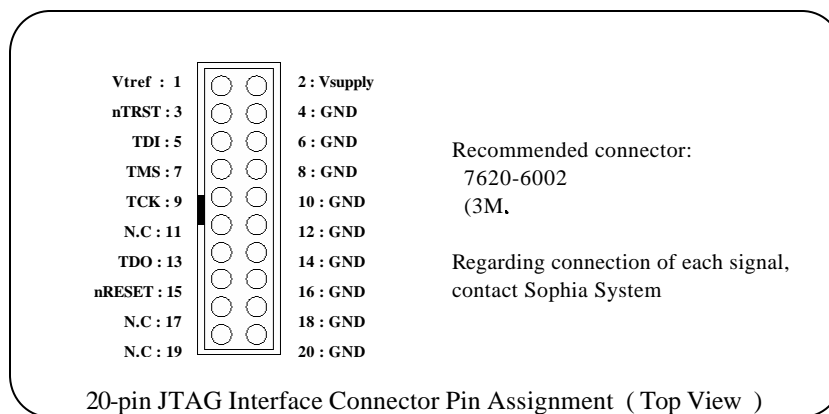 Vtref : 1
2 : Vsupply
nTRST : 3
4 : GND
TDI : 5
6 : GND
TMS : 7
8 : GND
TCK : 9
10 : GND
N.C : 11
12 : GND
TDO : 13
14 : GND
nRESET : 15
16 : GND
N.C : 17
18 : GND
N.C : 19
20 : GND
Recommended connector:
7620-6002
(3M.
Regarding connection of each signal,
contact Sophia System
20-pin JTAG Interface Connector Pin Assignment ( Top View )